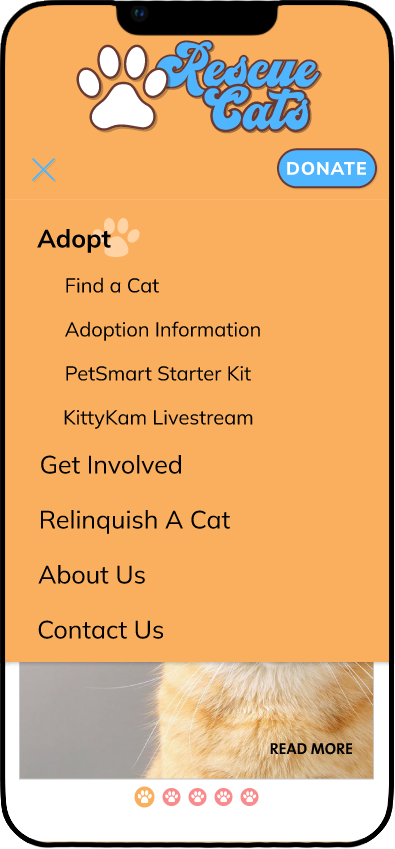 Rescue
Cats
DONATE
Adopt
Find a Cat
Adoption Information
PetSmart Starter Kit
KittyKam Livestream
Get Involved
Relinquish A Cat
About Us
Contact Us
READ MORE